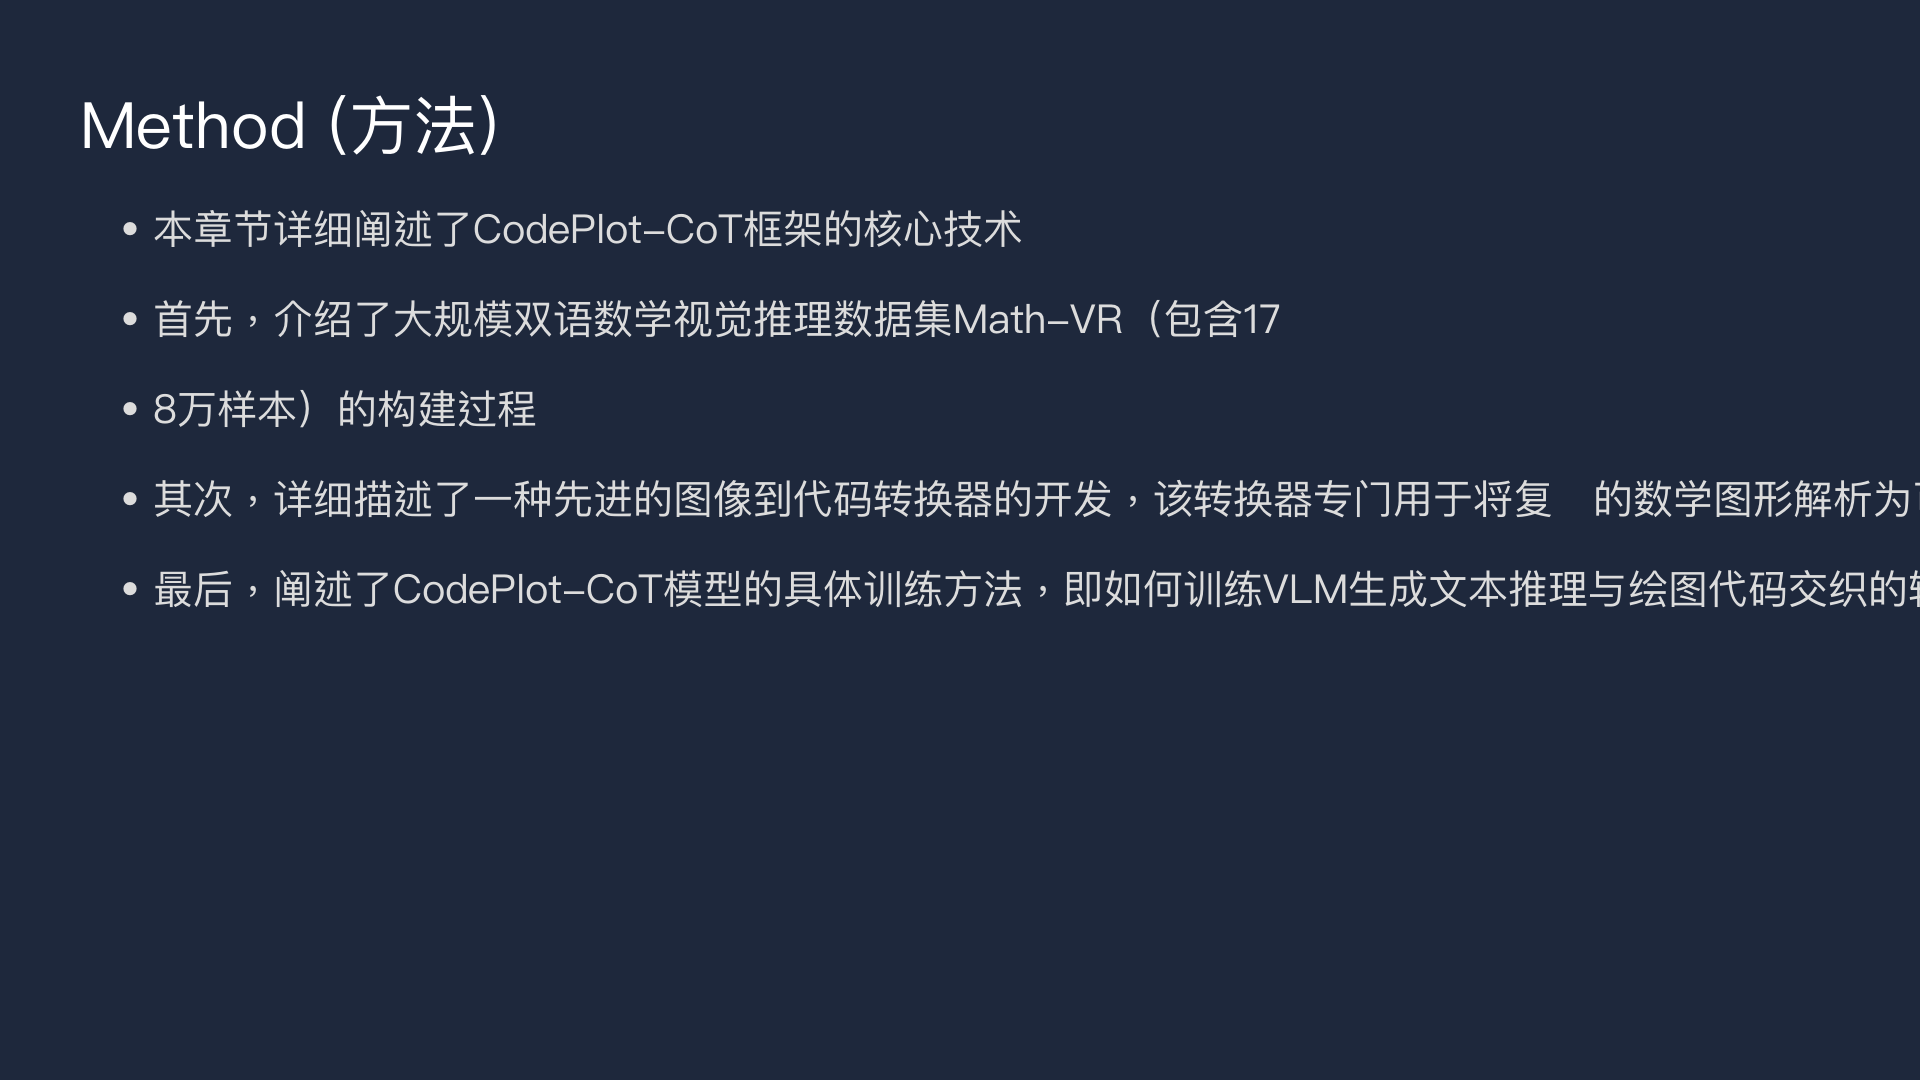 Method (方法)
• 本章节详细阐述了CodePlot-CoT框架的核心技术
• 首先，介绍了大规模双语数学视觉推理数据集Math-VR（包含17
• 8万样本）的构建过程
• 其次，详细描述了一种先进的图像到代码转换器的开发，该转换器专门用于将复 的数学图形解析为
• 最后，阐述了CodePlot-CoT模型的具体训练方法，即如何训练VLM生成文本推理与绘图代码交织的